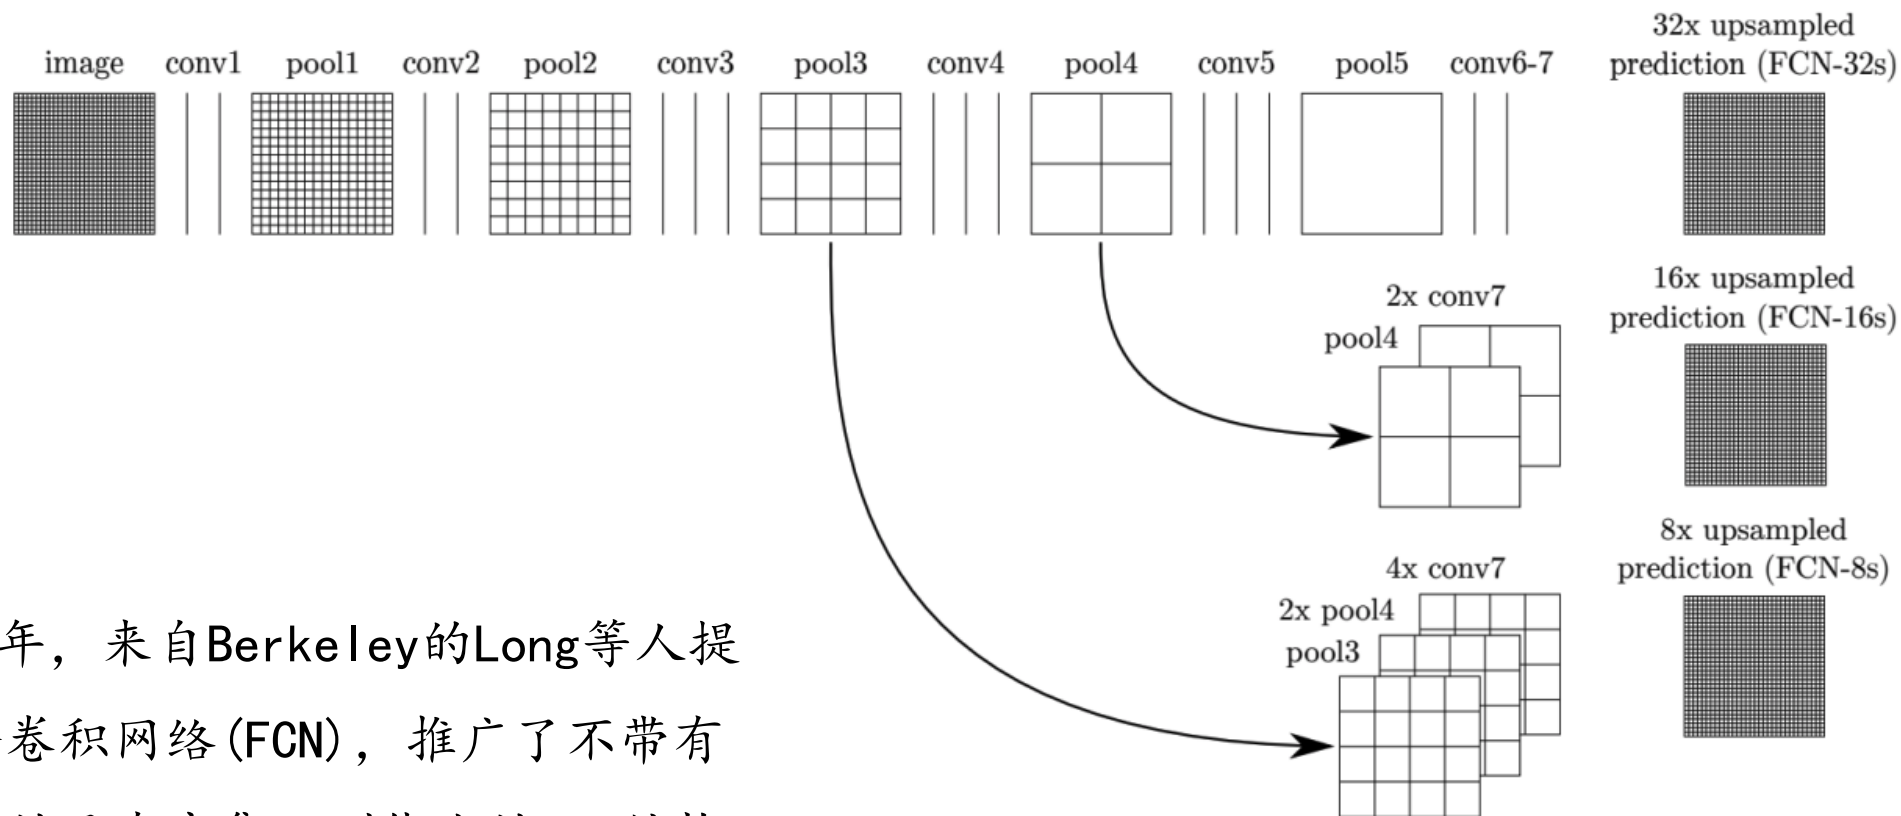 image conv1 pool1 conv2 pool2 conv3 pool3 conv4 pool4 conv5 pool5 conv6-7
32x upsampled
prediction (FCN-32s)
16x upsampled
prediction (FCN-16s)
2x conv7
pool4
8x upsampled
prediction (FCN-8s)
4x conv7
2x pool4
pool3
年，来自Berkeley的Long等人提
卷积网络(FCN)，推广了不带有